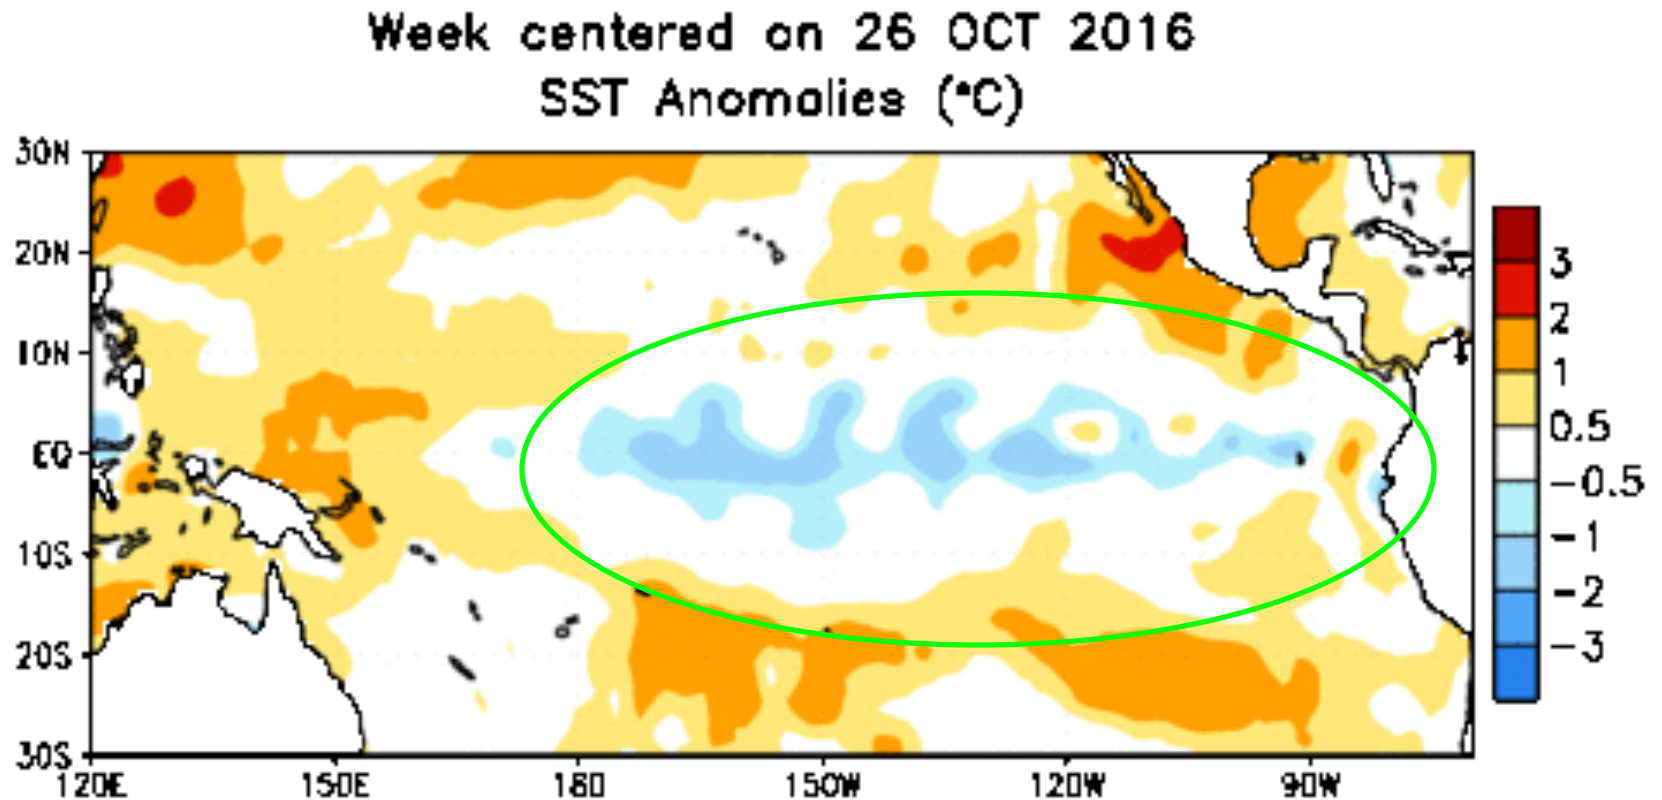 Week centered on 26 OCT 2016
SST Anomalies (°C)
30N
20N
10N
EQ
10S
20S
30S
120E 150E 180 150W 120W 90W
3
2
1
0.5
-0.5
-1
-2
-3